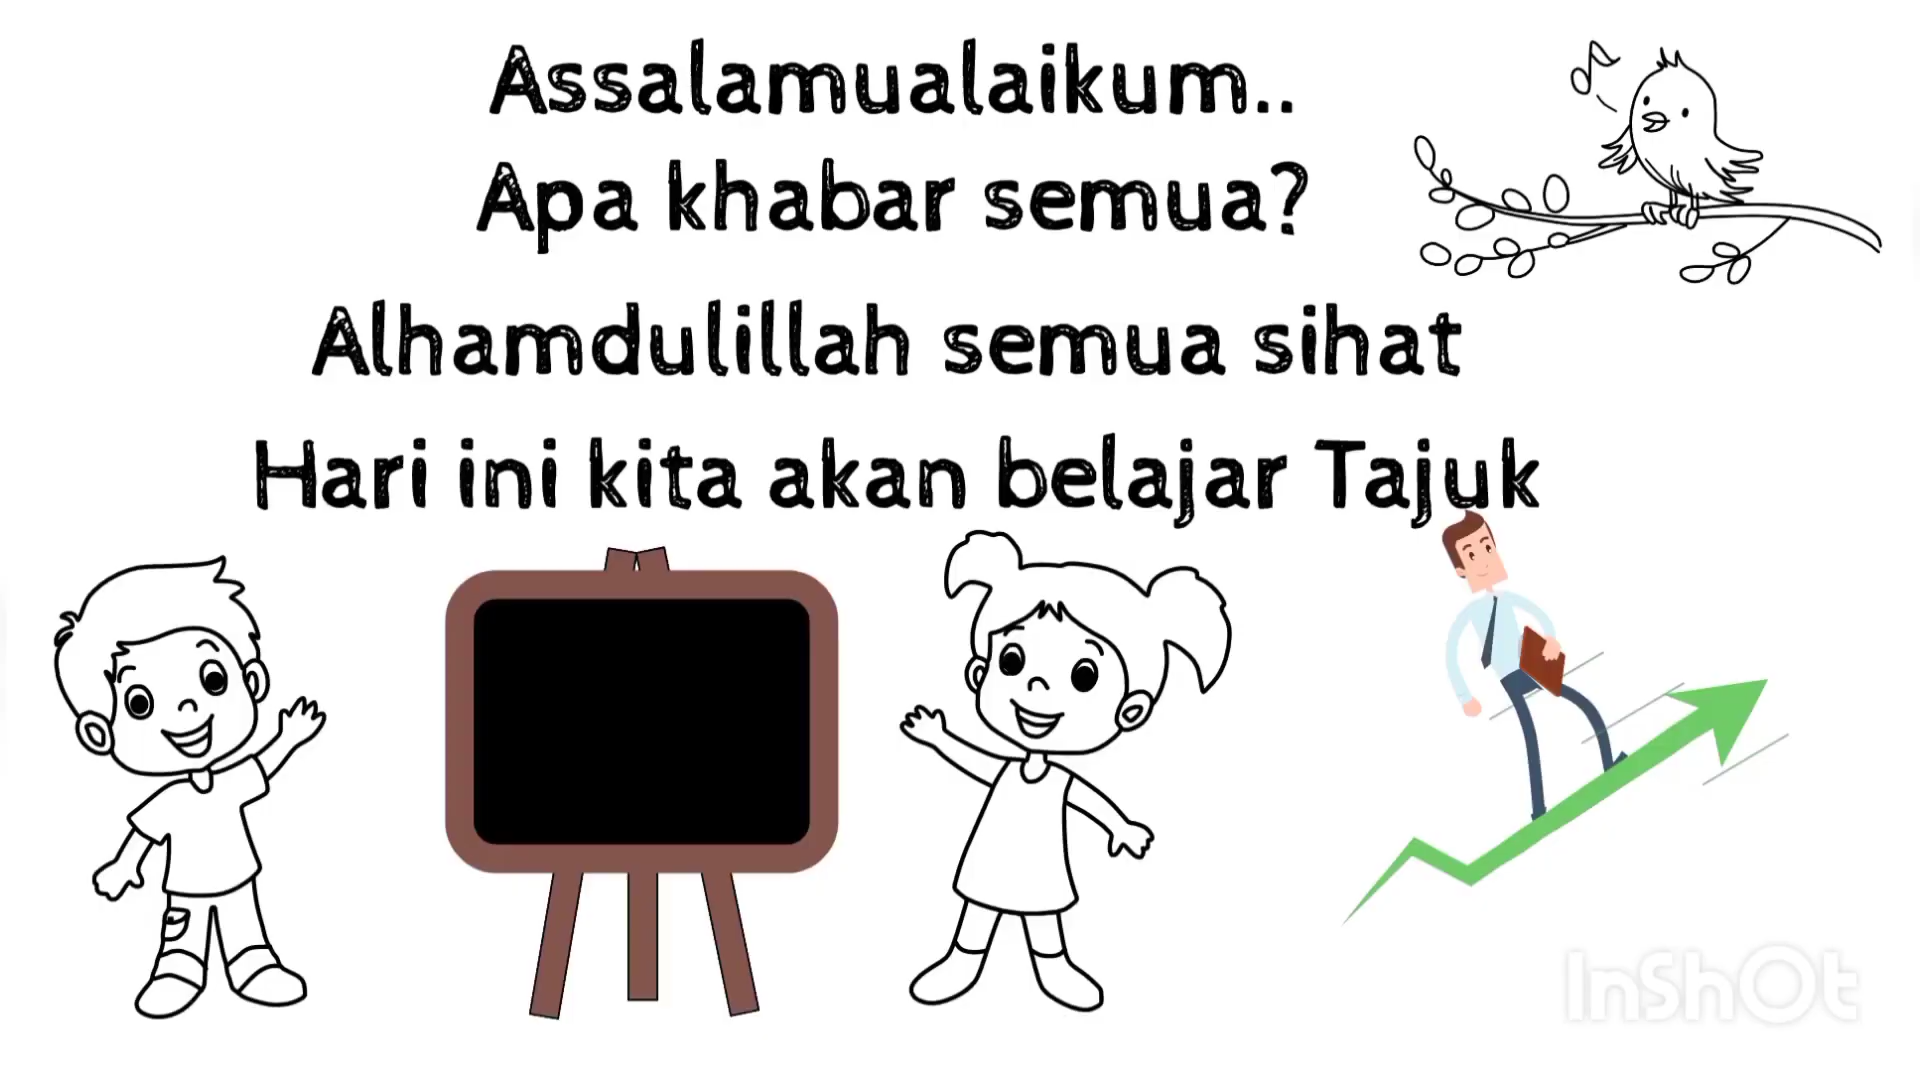 Assalamualaikum..
Apa khabar semua?
Alhamdulillah semua sihat
Hari ini kita akan belajar Tajuk
InShOt